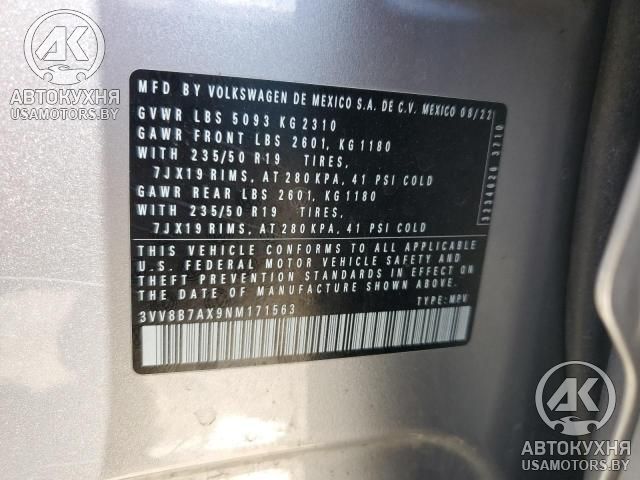 AK
АВТОКУХНЯ
USAMOTORS.BY
MFD BY VOLKSWAGEN DE MEXICO S.A. DE C.V. MEXICO 08/22
GVWR LBS 5093 KG 2310
GAWR FRONT LBS 2601, KG 1180
WITH 235/50 R19 TIRES,
7JX19 RIMS, AT 280 KPA, 41 PSI COLD
GAWR REAR LBS 2601, KG 1180
WITH 235/50 R19 TIRES,
7JX19 RIMS, AT 280 KPA, 41 PSI COLD
3234020 3710
THIS VEHICLE CONFORMS TO ALL APPLICABLE
U.S. FEDERAL MOTOR VEHICLE SAFETY AND
THEFT PREVENTION STANDARDS IN EFFECT ON
THE DATE OF MANUFACTURE SHOWN ABOVE.
3VV8B7AX9NM171563 TYPE: MPV
AK
АВТОКУХНЯ
USAMOTORS.BY